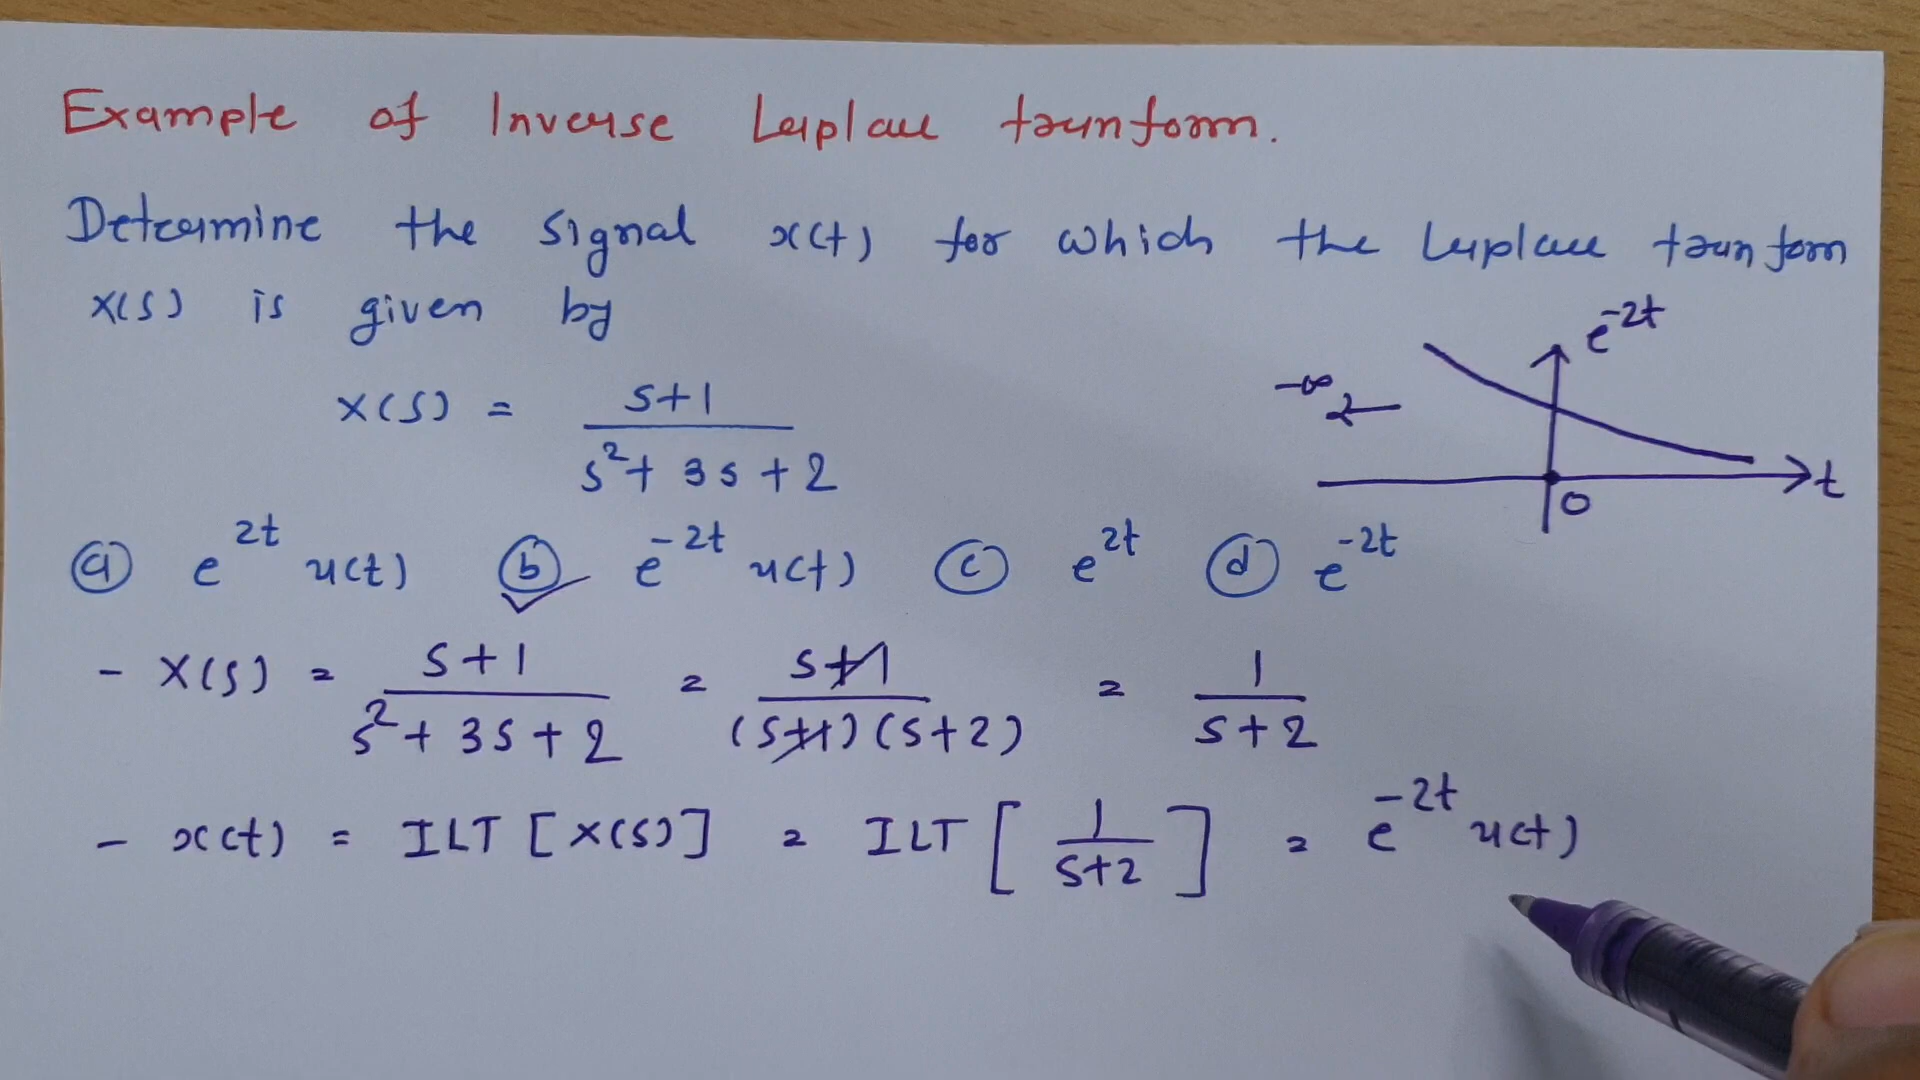 Example of Inverse Laplace transform.
Determine the signal x(t) for which the Laplace transform
X(s) is given by
X(s) = s+1 / s²+3s+2
e^-2t
-∞
t
0
(a) e^2t u(t) (b) e^-2t u(t) (c) e^2t (d) e^-2t
- X(s) = s+1 / s²+3s+2 = s+1 / (s+1)(s+2) = 1 / s+2
- x(t) = ILT [X(s)] = ILT [1 / s+2] = e^-2t u(t)